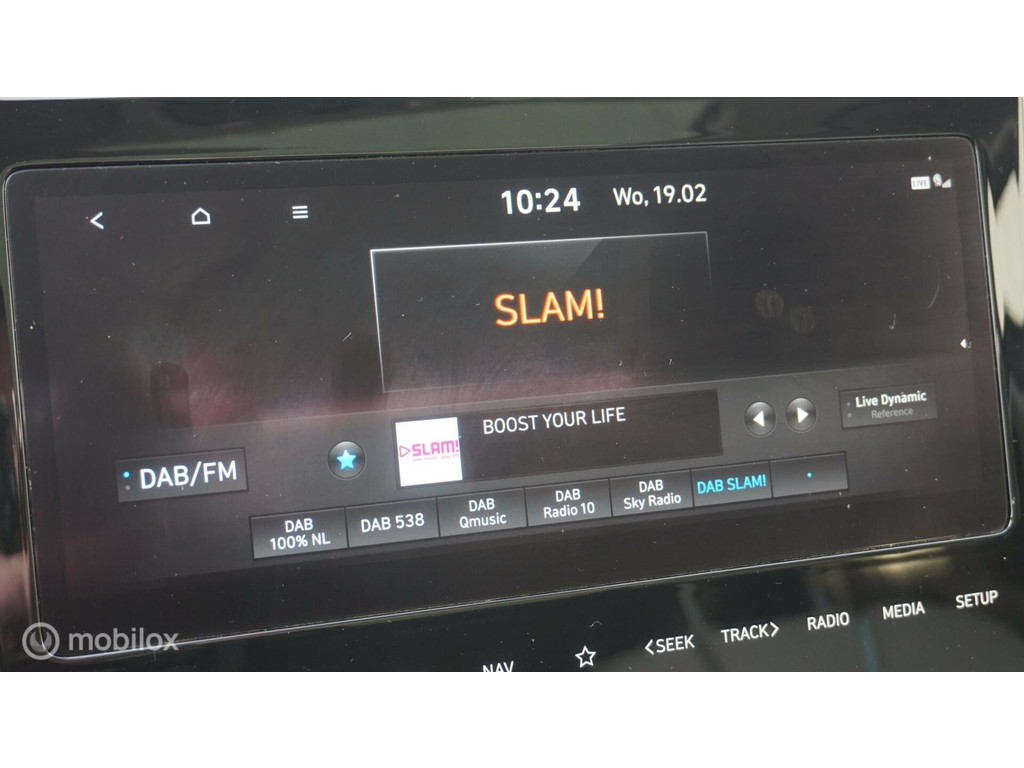 10:24
Wo, 19.02
LIVE
SLAM!
BOOST YOUR LIFE
SLAM!
Live Dynamic
Reference
DAB/FM
DAB
100% NL
DAB 538
DAB
Qmusic
DAB
Radio 10
DAB
Sky Radio
DAB SLAM!
NAV
<SEEK
TRACK>
RADIO
MEDIA
SETUP
mobilox